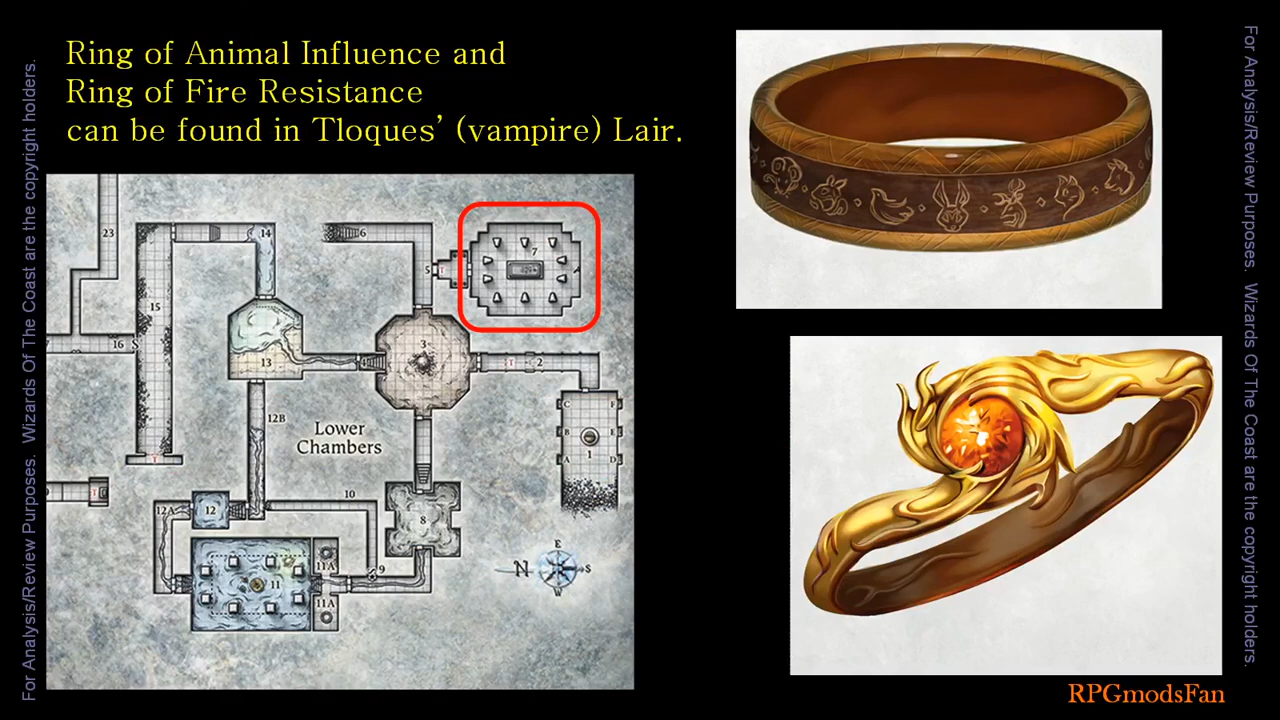 Ring of Animal Influence and
Ring of Fire Resistance
can be found in Tloques’ (vampire) Lair.
For Analysis/Review Purposes. Wizards Of The Coast are the copyright holders.
For Analysis/Review Purposes. Wizards Of The Coast are the copyright holders.
23
14
6
7
5 T
15
16 S
3
13
4
T 2
12B
Lower
Chambers
C F
B E
1
A D
T
T
10
12A
12
8
11A
9
11
11A
E
N S
RPGmodsFan